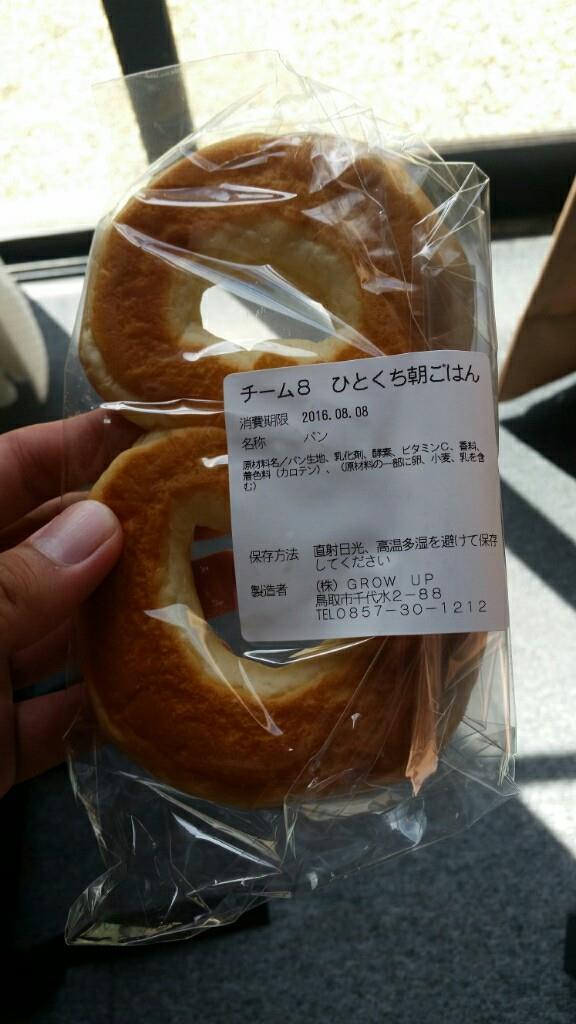 チーム8 ひとくち朝ごはん
消費期限 2016.08.08
名称 パン
原材料名/パン生地、乳化剤、酵素、ビタミンC、香料、
着色料(カロテン)、(原材料の一部に卵、小麦、乳を含
む)
保存方法 直射日光、高温多湿を避けて保存
してください
製造者 (株)GROW UP
鳥取市千代水2-88
TEL0857-30-1212